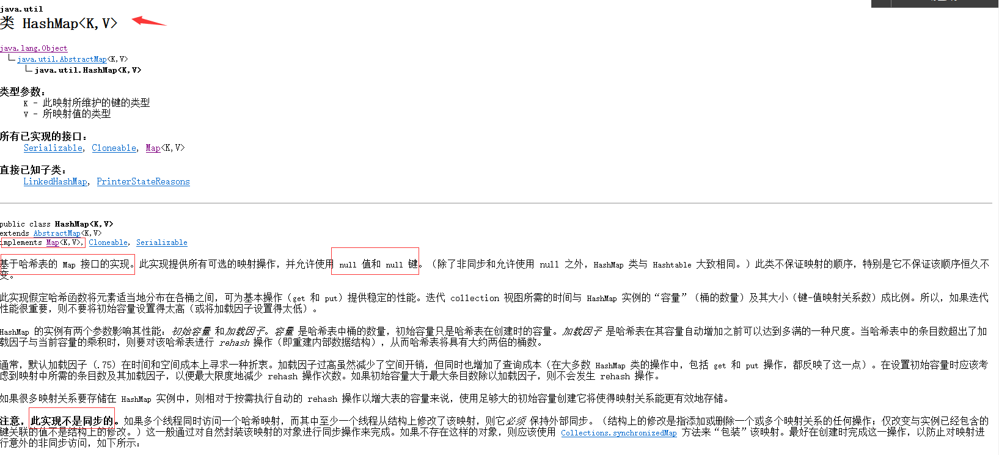 java.util
类 HashMap<K,V>
java.lang.Object
java.util.AbstractMap<K,V>
java.util.HashMap<K,V>
类型参数：
K - 此映射所维护的键的类型
V - 所映射值的类型
所有已实现的接口：
Serializable, Cloneable, Map<K,V>
直接已知子类：
LinkedHashMap, PrinterStateReasons
public class HashMap<K,V>
extends AbstractMap<K,V>
implements Map<K,V>, Cloneable, Serializable
基于哈希表的 Map 接口的实现。此实现提供所有可选的映射操作，并允许使用 null 值和 null 键。（除了非同步和允许使用 null 之外，HashMap 类与 Hashtable 大致相同。）此类不保证映射的顺序，特别是它不保证该顺序恒久不
变。
此实现假定哈希函数将元素适当地分布在各桶之间，可为基本操作（get 和 put）提供稳定的性能。迭代 collection 视图所需的时间与 HashMap 实例的“容量”（桶的数量）及其大小（键-值映射关系数）成比例。所以，如果迭代
性能很重要，则不要将初始容量设置得太高（或将加载因子设置得太低）。
HashMap 的实例有两个参数影响其性能：初始容量 和加载因子。容量 是哈希表中桶的数量，初始容量只是哈希表在创建时的容量。加载因子 是哈希表在其容量自动增加之前可以达到多满的一种尺度。当哈希表中的条目数超出了加
载因子与当前容量的乘积时，则要对该哈希表进行 rehash 操作（即重建内部数据结构），从而哈希表将具有大约两倍的桶数。
通常，默认加载因子 (.75) 在时间和空间成本上寻求一种折衷。加载因子过高虽然减少了空间开销，但同时也增加了查询成本（在大多数 HashMap 类的操作中，包括 get 和 put 操作，都反映了这一点）。在设置初始容量时应该考
虑到映射中所需的条目数及其加载因子，以便最大限度地减少 rehash 操作次数。如果初始容量大于最大条目数除以加载因子，则不会发生 rehash 操作。
如果很多映射关系要存储在 HashMap 实例中，则相对于按需执行自动的 rehash 操作以增大表的容量来说，使用足够大的初始容量创建它将使得映射关系能更有效地存储。
注意，此实现不是同步的。如果多个线程同时访问一个哈希映射，而其中至少一个线程从结构上修改了该映射，则它必须 保持外部同步。（结构上的修改是指添加或删除一个或多个映射关系的任何操作；仅改变与实例已经包含的
键关联的值不是结构上的修改。）这一般通过对自然封装该映射的对象进行同步操作来完成。如果不存在这样的对象，则应该使用 Collections.synchronizedMap 方法来“包装”该映射。最好在创建时完成这一操作，以防止对映射进
行意外的非同步访问，如下所示：